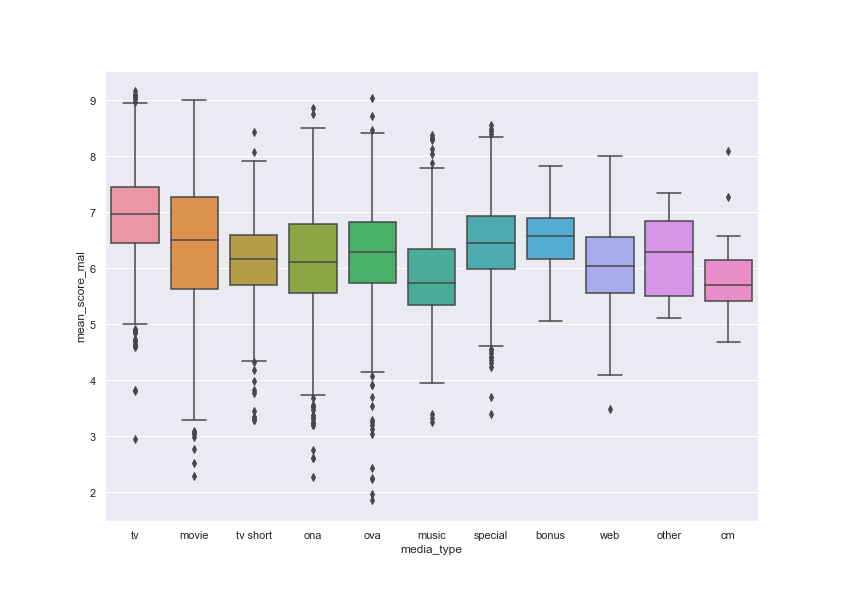 9
8
7
6
5
4
3
2
mean_score_mal
tv movie tv short ona ova music special bonus web other cm
media_type